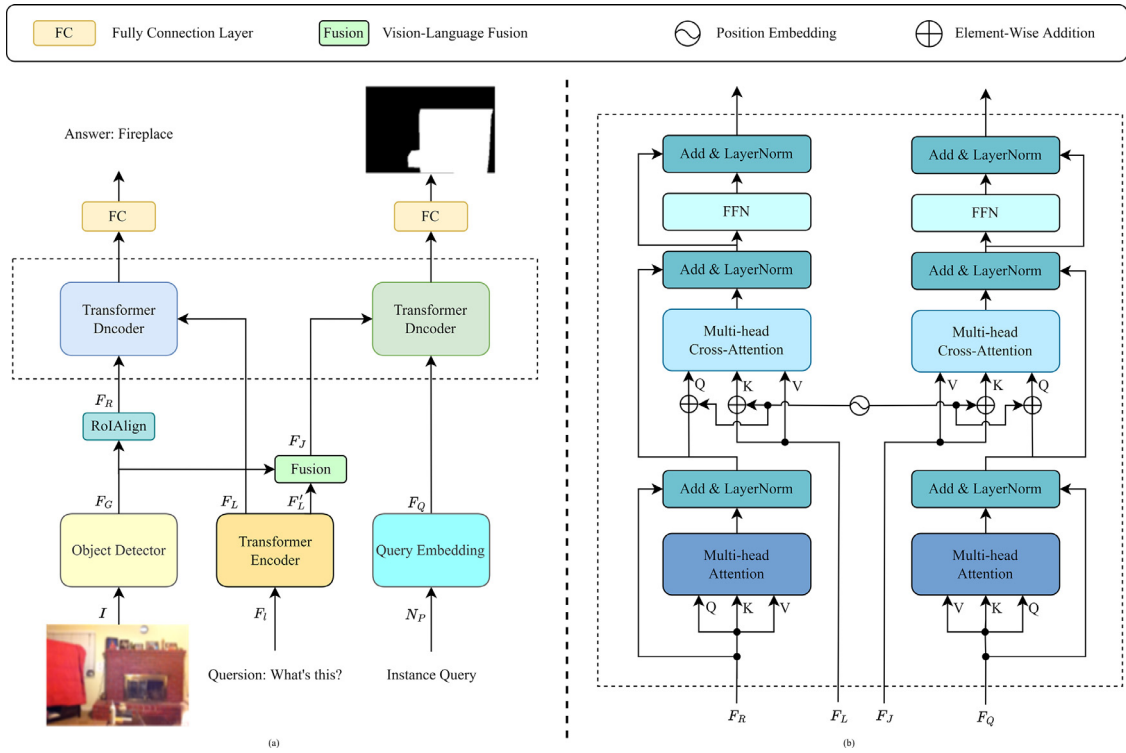 FC
Fully Connection Layer
Fusion
Vision-Language Fusion
Position Embedding
Element-Wise Addition
Answer: Fireplace
FC
FC
Transformer
Dncoder
Transformer
Dncoder
F_R
RoIAlign
F_J
Fusion
F_G
F_L
F'_L
F_Q
Object Detector
Transformer
Encoder
Query Embedding
I
F_l
N_P
Quersion: What's this?
Instance Query
(a)
Add & LayerNorm
FFN
Add & LayerNorm
Multi-head
Cross-Attention
Q
K
V
Add & LayerNorm
Multi-head
Attention
Q
K
V
Add & LayerNorm
FFN
Add & LayerNorm
Multi-head
Cross-Attention
V
K
Q
Add & LayerNorm
Multi-head
Attention
V
K
Q
F_R
F_L
F_J
F_Q
(b)